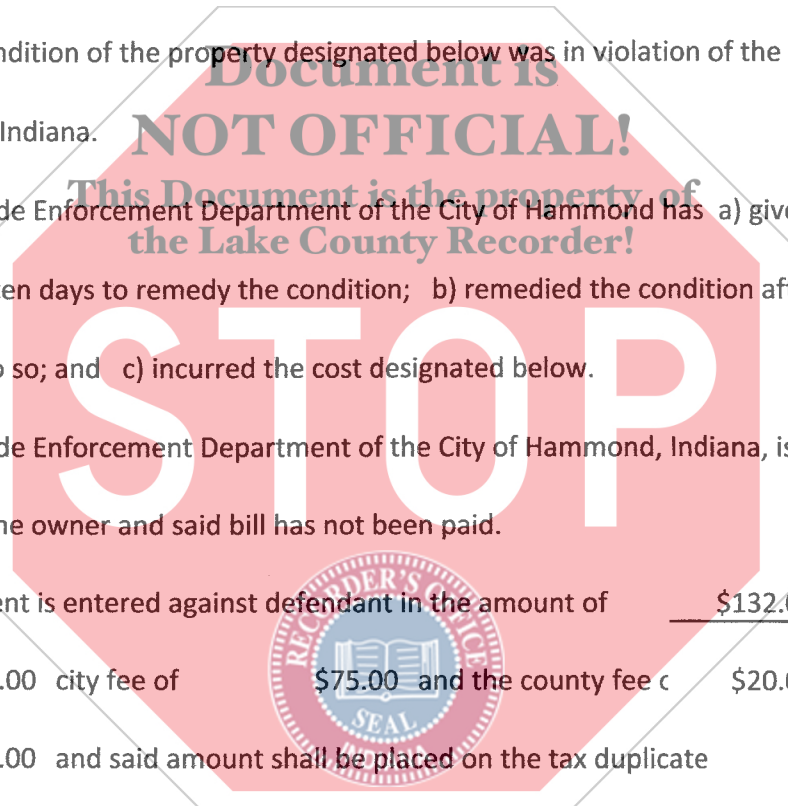 ndition of the property designated below was in violation of the
Document is
Indiana.
NOT OFFICIAL!
This Document is the property of
de Enforcement Department of the City of Hammond has a) give
the Lake County Recorder!
ten days to remedy the condition; b) remedied the condition af
o so; and c) incurred the cost designated below.
STOP
de Enforcement Department of the City of Hammond, Indiana, is
ne owner and said bill has not been paid.
RECORDER'S OFFICE
ent is entered against defendant in the amount of $132.0
.00 city fee of $75.00 and the county fee c $20.0
SEAL
INDIANA
.00 and said amount shall be placed on the tax duplicate